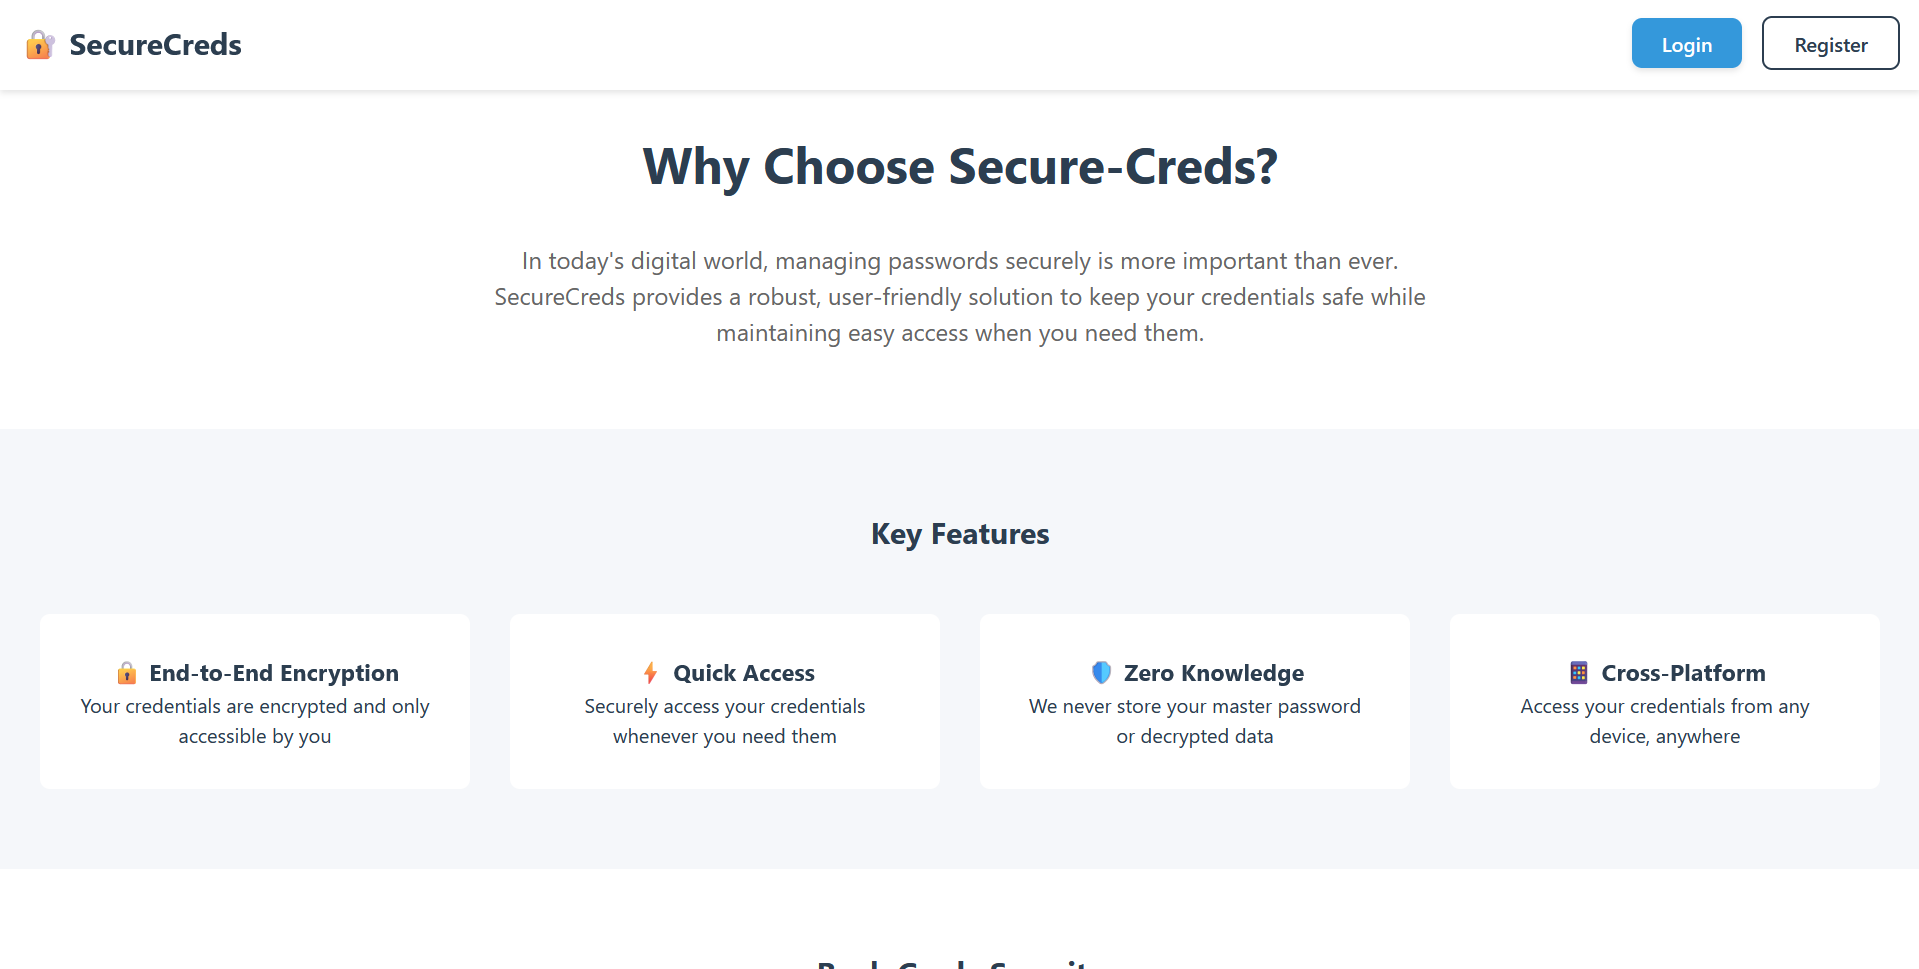 SecureCreds
Login
Register
Why Choose Secure-Creds?
In today's digital world, managing passwords securely is more important than ever.
SecureCreds provides a robust, user-friendly solution to keep your credentials safe while
maintaining easy access when you need them.
Key Features
End-to-End Encryption
Your credentials are encrypted and only
accessible by you
Quick Access
Securely access your credentials
whenever you need them
Zero Knowledge
We never store your master password
or decrypted data
Cross-Platform
Access your credentials from any
device, anywhere